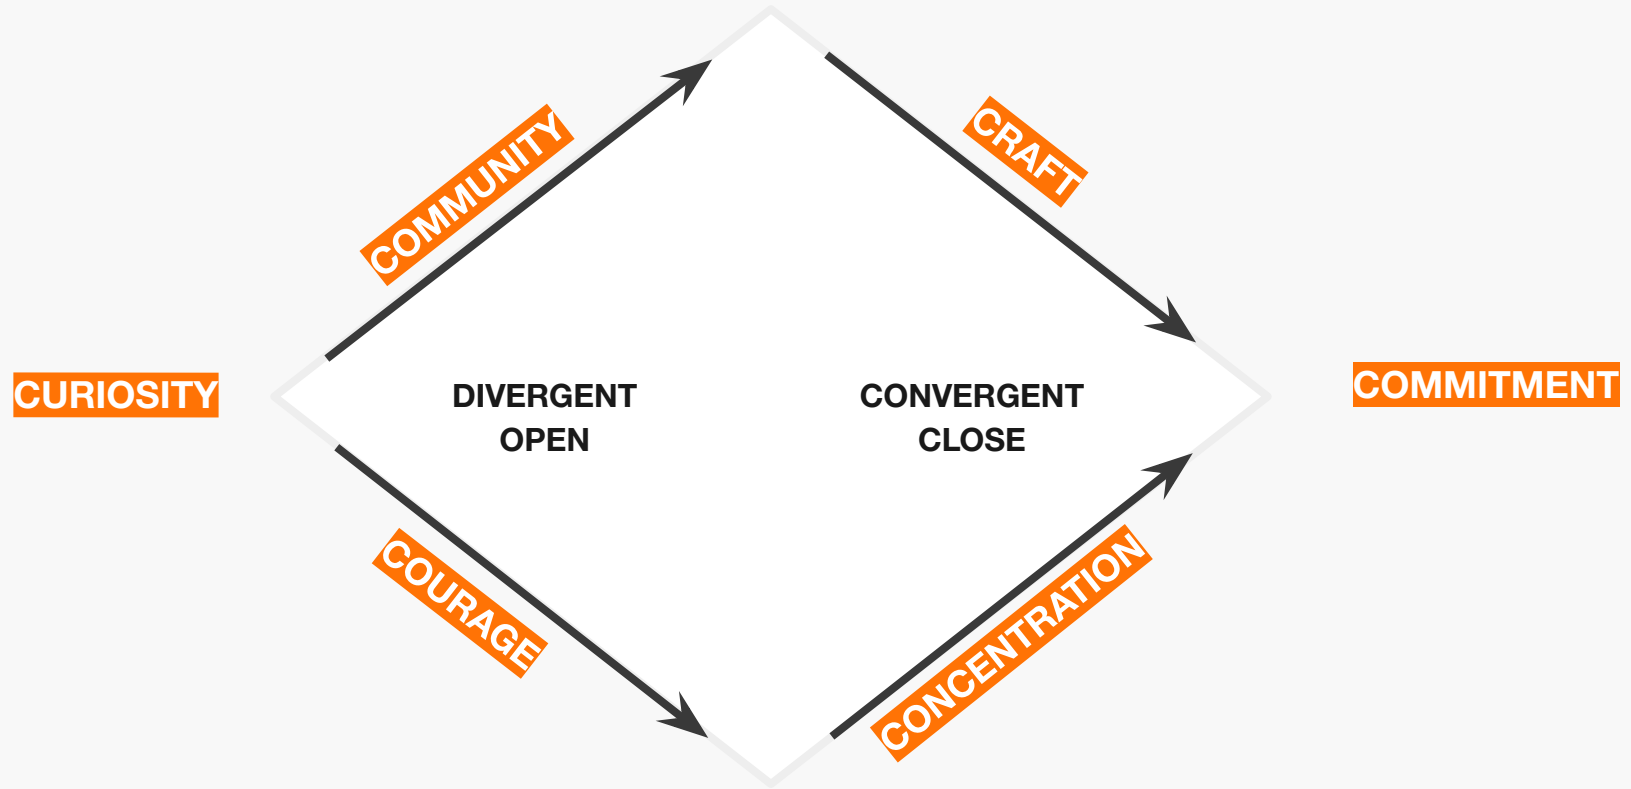 COMMUNITY
CRAFT
CURIOSITY
DIVERGENT
OPEN
CONVERGENT
CLOSE
COMMITMENT
COURAGE
CONCENTRATION